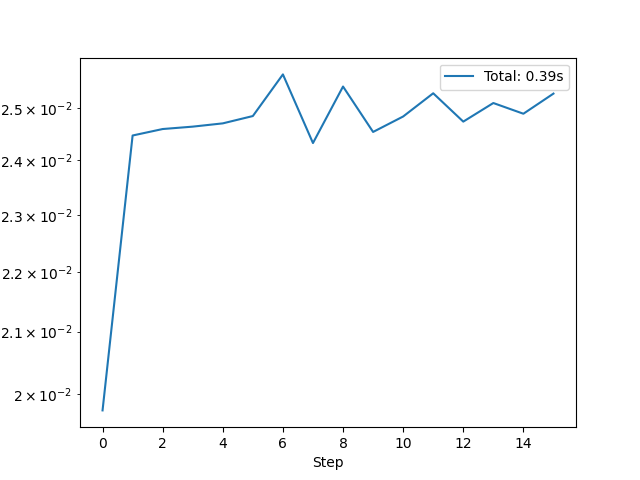 Total: 0.39s
2.5 × 10⁻²
2.4 × 10⁻²
2.3 × 10⁻²
2.2 × 10⁻²
2.1 × 10⁻²
2 × 10⁻²
0 2 4 6 8 10 12 14
Step